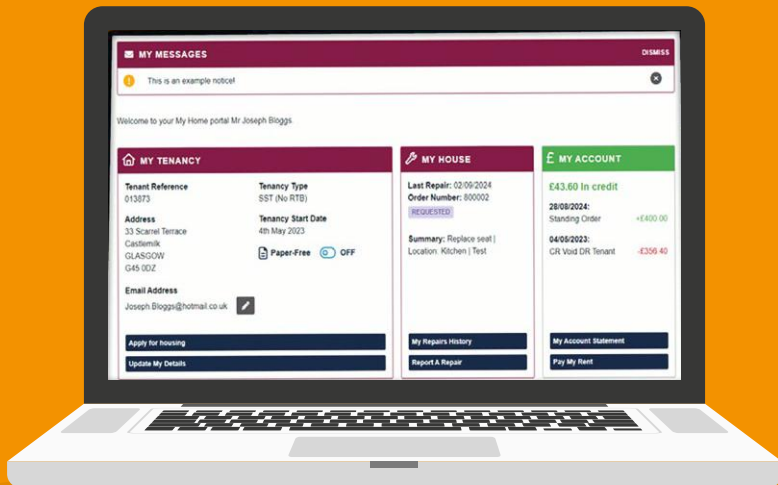 MY MESSAGES
DISMISS
This is an example notice!
Welcome to your My Home portal Mr Joseph Bloggs
MY TENANCY
Tenant Reference
013873
Address
33 Scarrel Terrace
Castlemilk
GLASGOW
G45 0DZ
Email Address
Joseph.Bloggs@hotmail.co.uk
Tenancy Type
SST (No RTB)
Tenancy Start Date
4th May 2023
Paper-Free OFF
Apply for housing
Update My Details
MY HOUSE
Last Repair: 02/09/2024
Order Number: 800002
REQUESTED
Summary: Replace seat |
Location: Kitchen | Test
My Repairs History
Report A Repair
£ MY ACCOUNT
£43.60 In credit
28/08/2024:
Standing Order +£400.00
04/05/2023:
CR Void DR Tenant -£356.40
My Account Statement
Pay My Rent